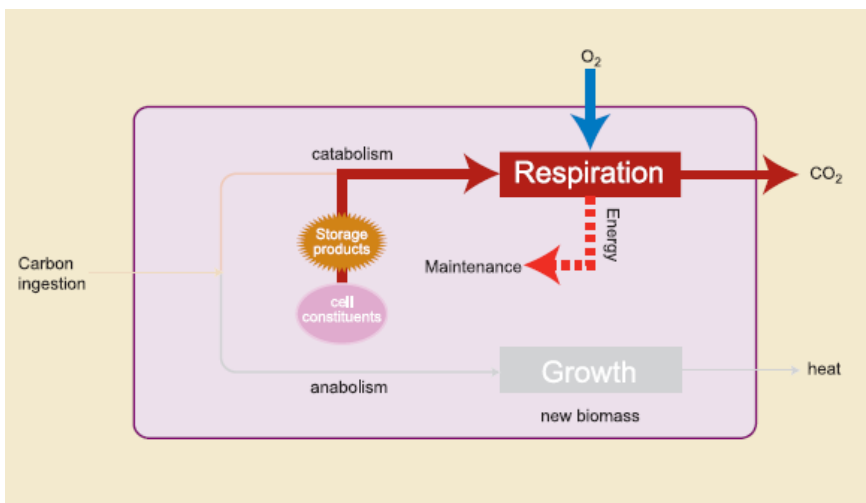 O₂
catabolism
Respiration
CO₂
Storage
products
Energy
Carbon
ingestion
Maintenance
cell
constituents
Growth
heat
anabolism
new biomass